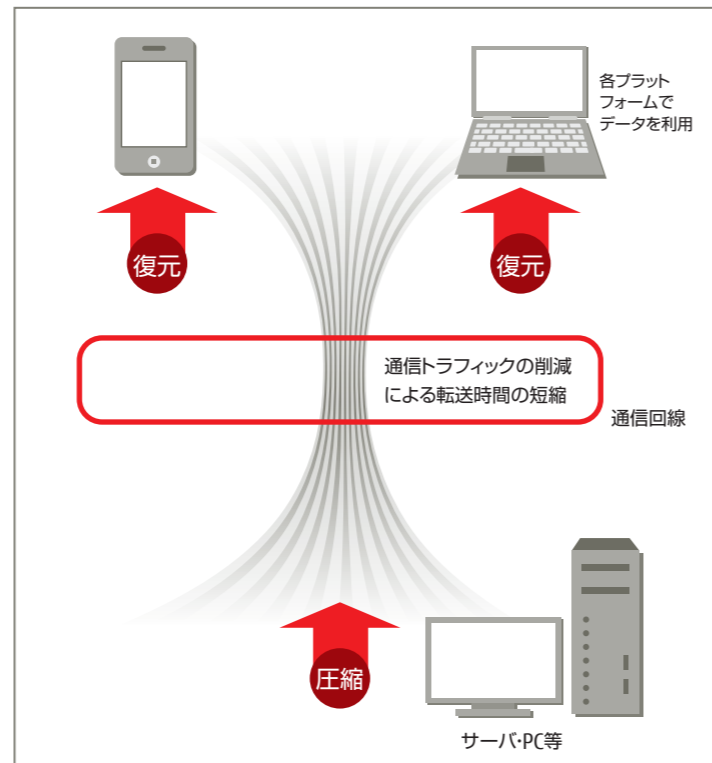 各プラット
フォームで
データを利用
復元
復元
通信トラフィックの削減
による転送時間の短縮
通信回線
圧縮
サーバ・PC等